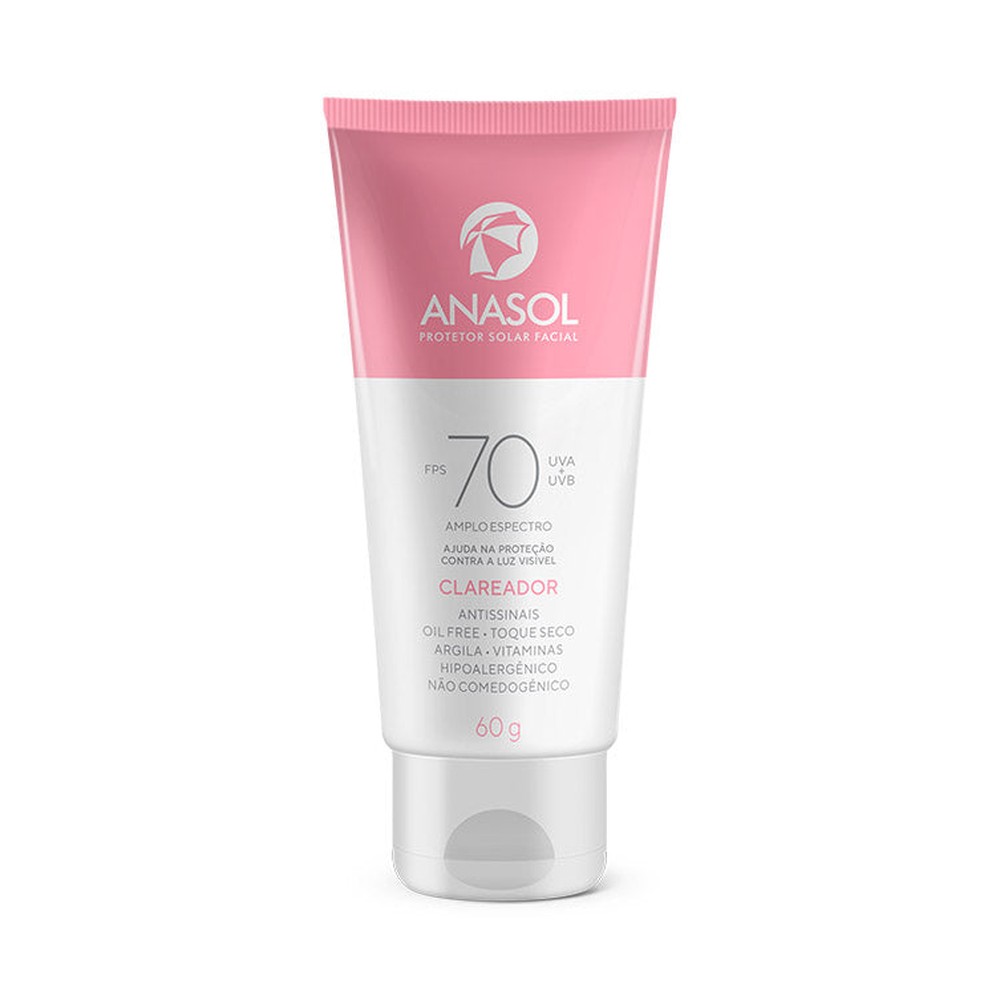 ANASOL
PROTETOR SOLAR FACIAL
FPS 70 UVA + UVB
AMPLO ESPECTRO
AJUDA NA PROTEÇÃO
CONTRA A LUZ VISÍVEL
CLAREADOR
ANTISSINAIS
OIL FREE • TOQUE SECO
ARGILA • VITAMINAS
HIPOALERGÊNICO
NÃO COMEDOGÊNICO
60 g